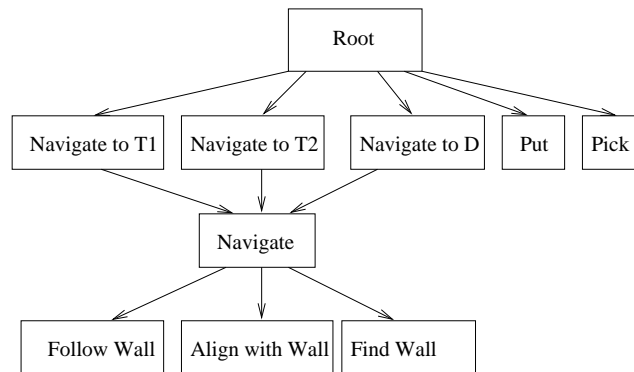 Root
Navigate to T1
Navigate to T2
Navigate to D
Put
Pick
Navigate
Follow Wall
Align with Wall
Find Wall